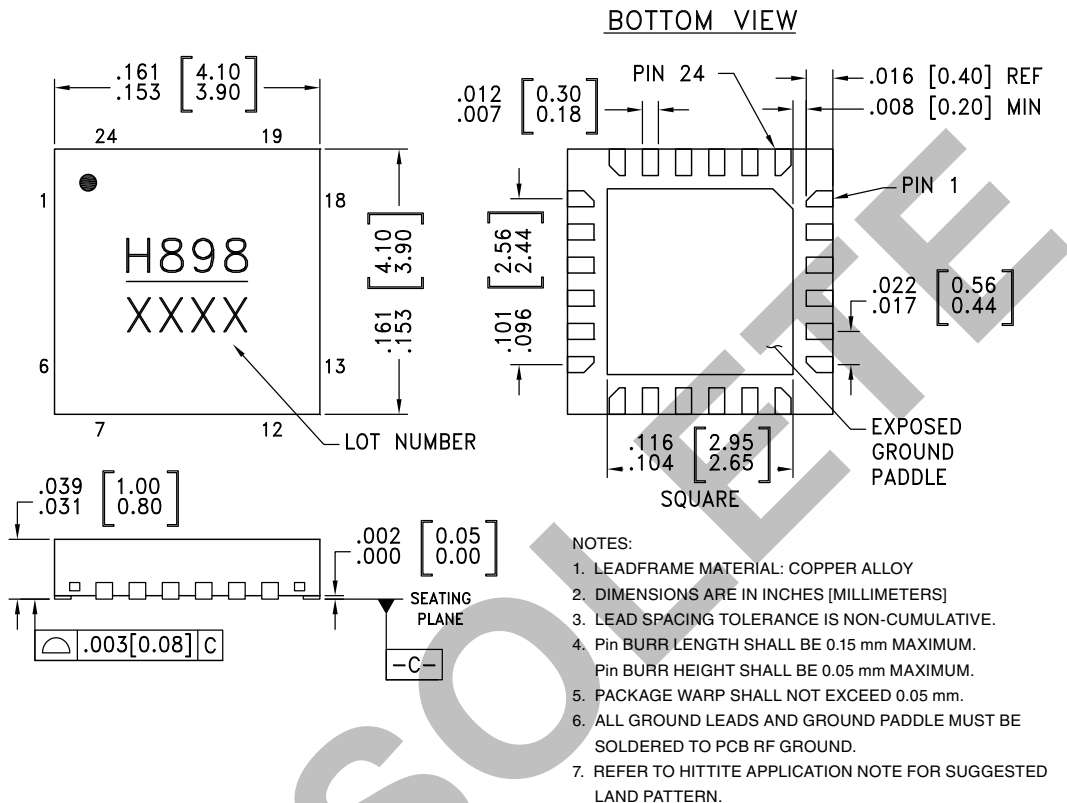 BOTTOM VIEW
.161 [4.10]
.153 [3.90]
24
19
1
18
H898
XXXX
6
13
7
12
LOT NUMBER
[4.10]
[3.90]
.161
.153
PIN 24
.016 [0.40] REF
.008 [0.20] MIN
.012 [0.30]
.007 [0.18]
PIN 1
[2.56]
[2.44]
.101
.096
.022 [0.56]
.017 [0.44]
EXPOSED
GROUND
PADDLE
.116 [2.95]
.104 [2.65]
SQUARE
.039 [1.00]
.031 [0.80]
.002 [0.05]
.000 [0.00]
SEATING
PLANE
.003[0.08] C
-C-
NOTES:
1. LEADFRAME MATERIAL: COPPER ALLOY
2. DIMENSIONS ARE IN INCHES [MILLIMETERS]
3. LEAD SPACING TOLERANCE IS NON-CUMULATIVE.
4. Pin BURR LENGTH SHALL BE 0.15 mm MAXIMUM.
Pin BURR HEIGHT SHALL BE 0.05 mm MAXIMUM.
5. PACKAGE WARP SHALL NOT EXCEED 0.05 mm.
6. ALL GROUND LEADS AND GROUND PADDLE MUST BE
SOLDERED TO PCB RF GROUND.
7. REFER TO HITTITE APPLICATION NOTE FOR SUGGESTED
LAND PATTERN.
SOLETE